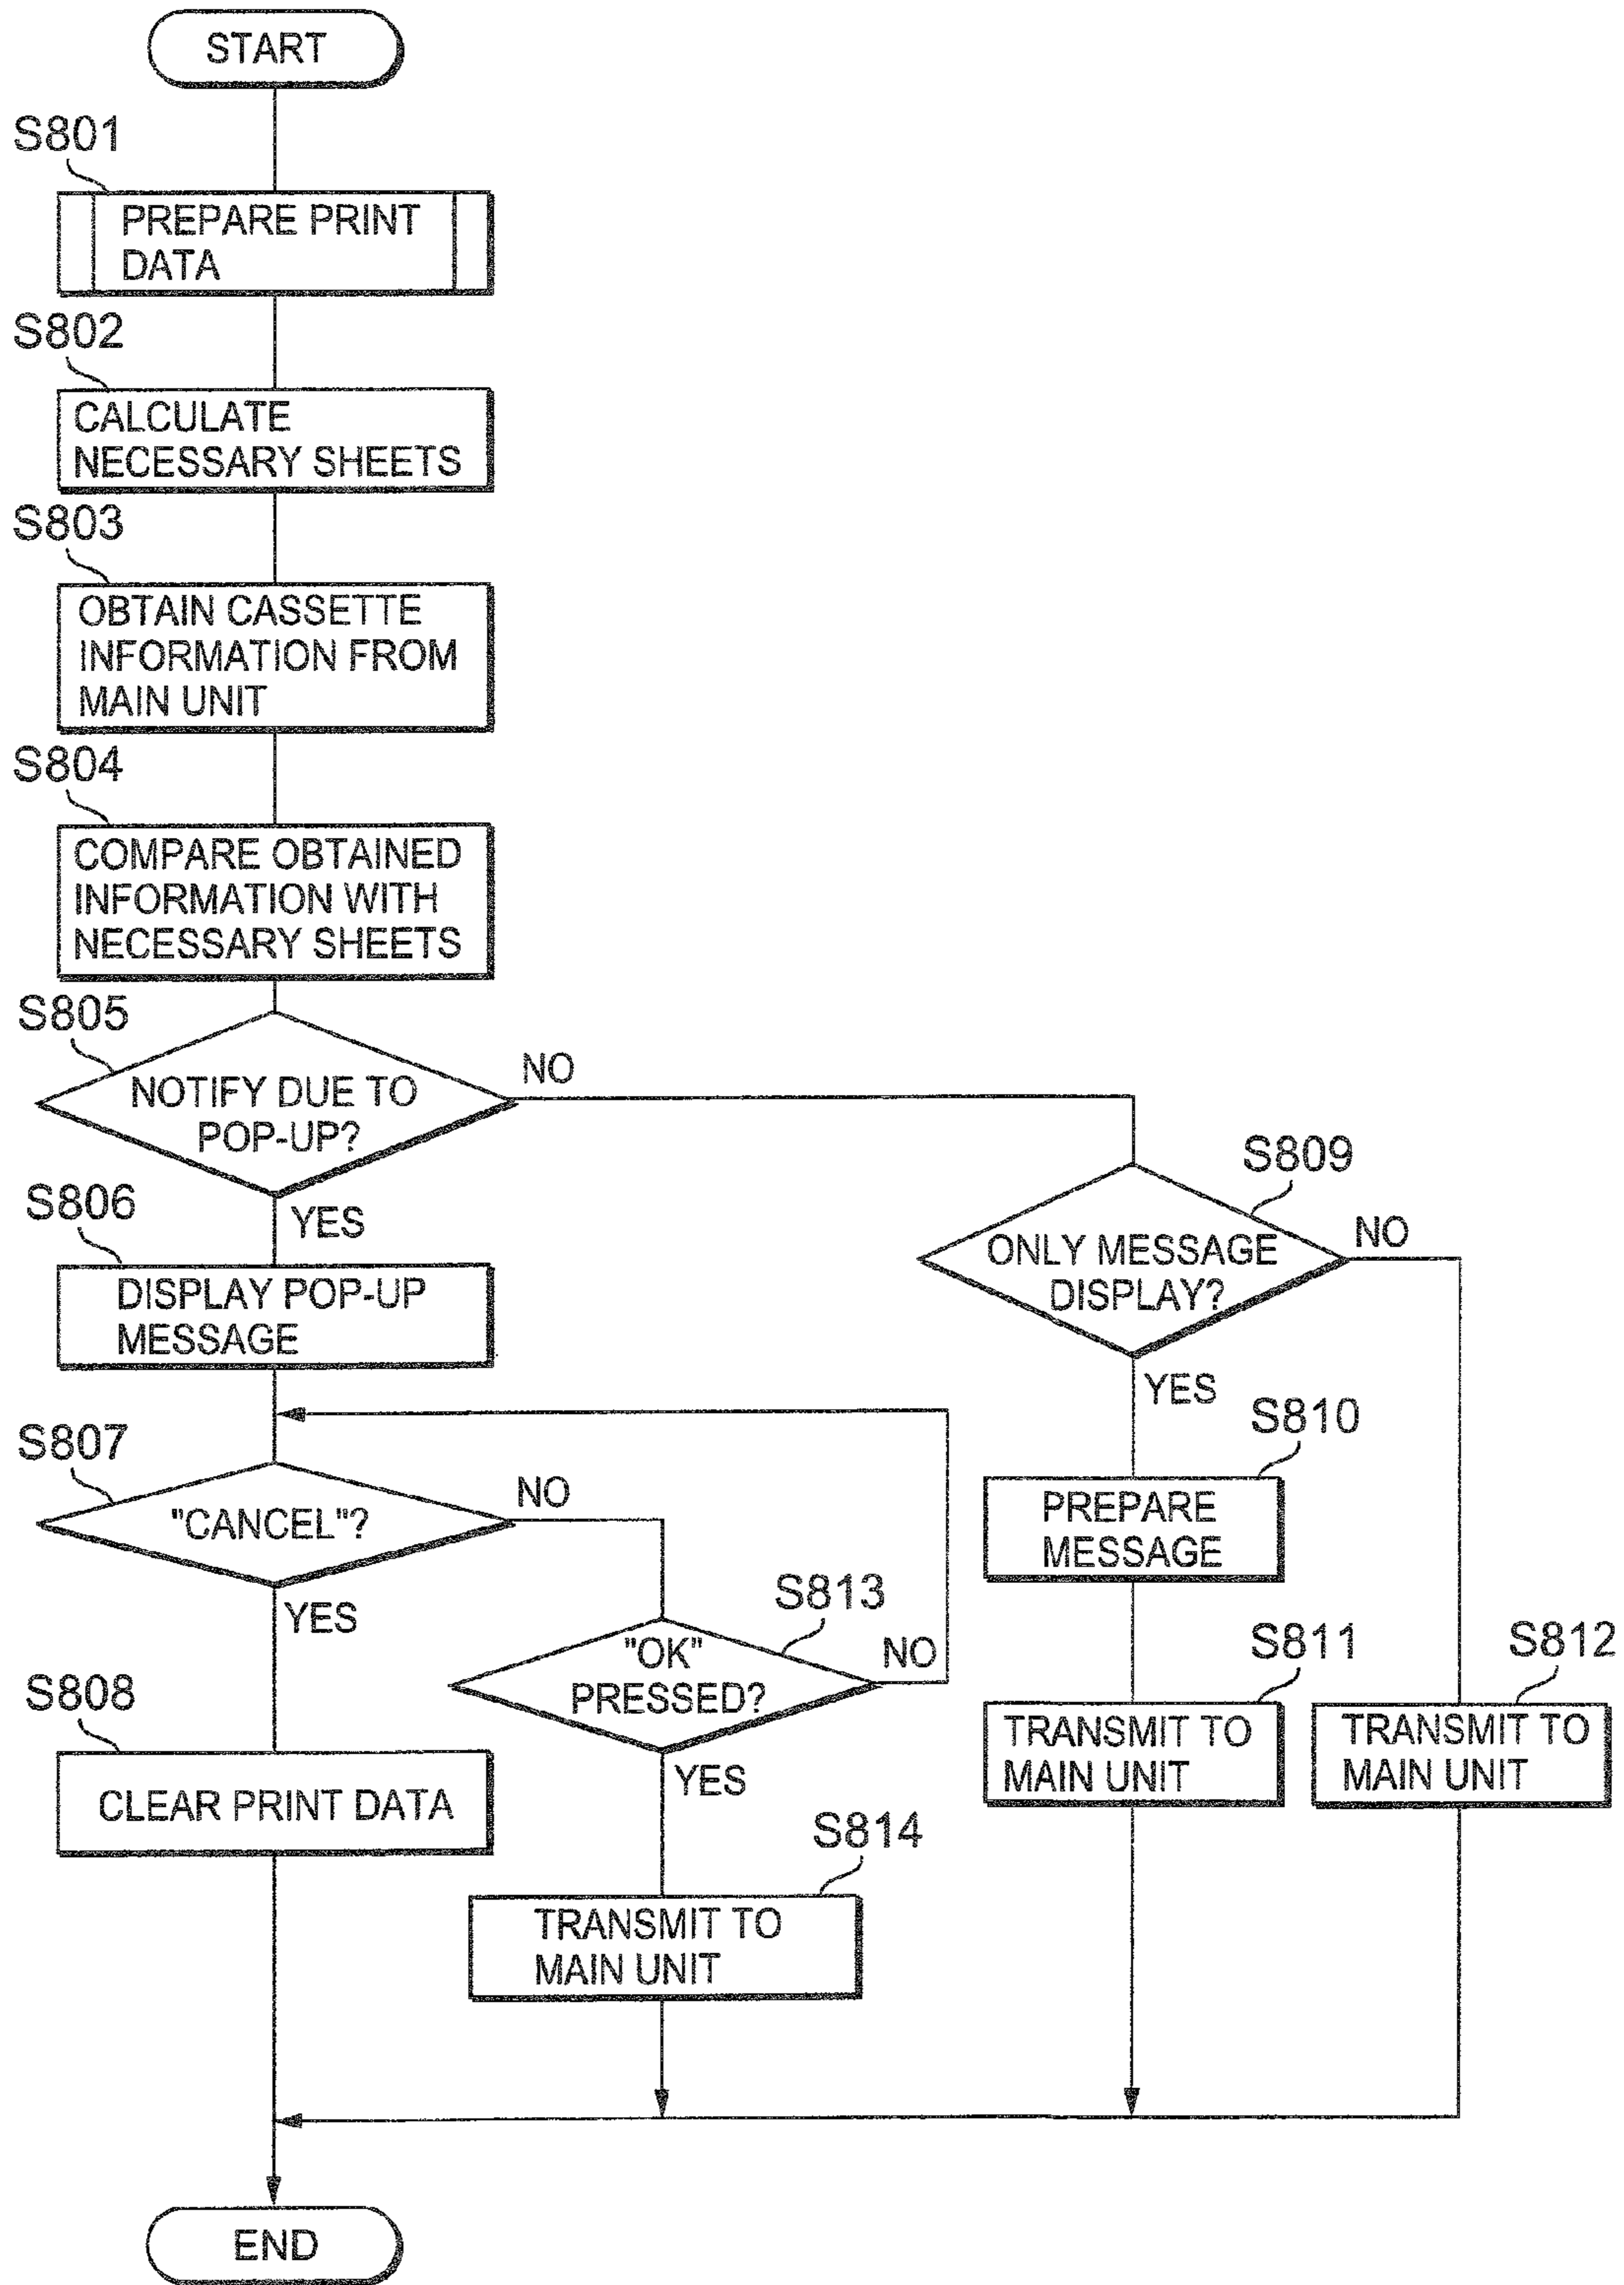 START
S801
PREPARE PRINT
DATA
S802
CALCULATE
NECESSARY SHEETS
S803
OBTAIN CASSETTE
INFORMATION FROM
MAIN UNIT
S804
COMPARE OBTAINED
INFORMATION WITH
NECESSARY SHEETS
S805
NOTIFY DUE TO
POP-UP?
NO
YES
S806
DISPLAY POP-UP
MESSAGE
S809
ONLY MESSAGE
DISPLAY?
NO
YES
S807
"CANCEL"?
NO
YES
S810
PREPARE
MESSAGE
S813
"OK"
PRESSED?
NO
YES
S811
TRANSMIT TO
MAIN UNIT
S812
TRANSMIT TO
MAIN UNIT
S808
CLEAR PRINT DATA
S814
TRANSMIT TO
MAIN UNIT
END